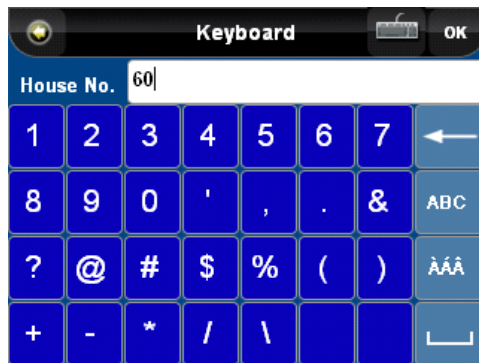 Keyboard OK
House No. 60
1 2 3 4 5 6 7
8 9 0 ' , . & ABC
? @ # $ % ( ) ÀÁÂ
+ - * / \